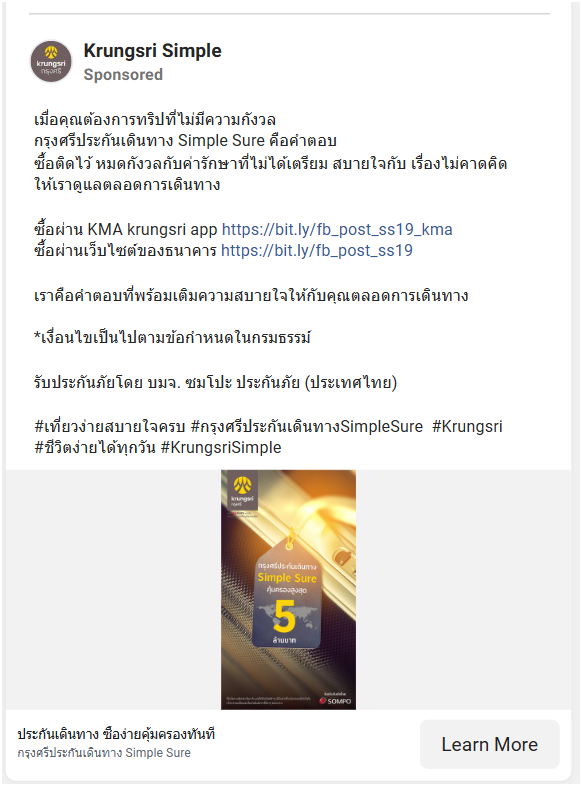 Krungsri Simple
Sponsored
krungsri
กรุงศรี
เมื่อคุณต้องการทริปที่ไม่มีความกังวล
กรุงศรีประกันเดินทาง Simple Sure คือคำตอบ
ซื้อติดไว้ หมดกังวลกับค่ารักษาที่ไม่ได้เตรียม สบายใจกับ เรื่องไม่คาดคิด
ให้เราดูแลตลอดการเดินทาง
ซื้อผ่าน KMA krungsri app https://bit.ly/fb_post_ss19_kma
ซื้อผ่านเว็บไซต์ของธนาคาร https://bit.ly/fb_post_ss19
เราคือคำตอบที่พร้อมเติมความสบายใจให้กับคุณตลอดการเดินทาง
*เงื่อนไขเป็นไปตามข้อกำหนดในกรมธรรม์
รับประกันภัยโดย บมจ. ซมโปะ ประกันภัย (ประเทศไทย)
#เที่ยวง่ายสบายใจครบ #กรุงศรีประกันเดินทางSimpleSure #Krungsri
#ชีวิตง่ายได้ทุกวัน #KrungsriSimple
krungsri
กรุงศรี
กรุงศรีประกันเดินทาง
Simple Sure
คุ้มครองสูงสุด
5
ล้านบาท
SOMPO
ประกันเดินทาง ซื้อง่ายคุ้มครองทันที
กรุงศรีประกันเดินทาง Simple Sure
Learn More